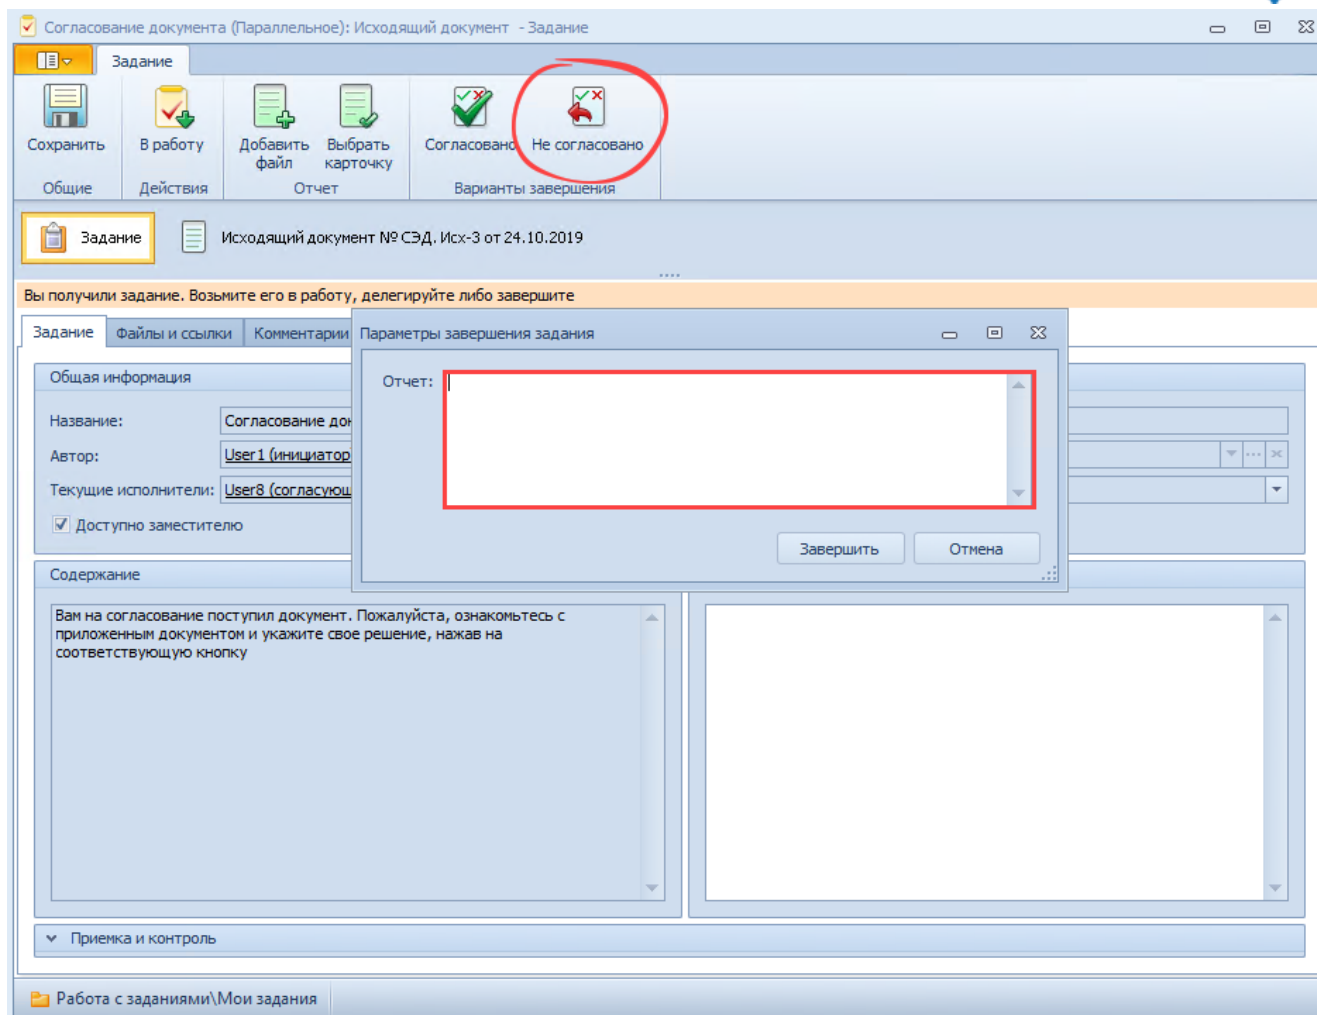 Согласование документа (Параллельное): Исходящий документ - Задание
Задание
Сохранить
В работу
Добавить файл
Выбрать карточку
Согласовано
Не согласовано
Общие
Действия
Отчет
Варианты завершения
Задание
Исходящий документ № СЭД. Исх-3 от 24.10.2019
Вы получили задание. Возьмите его в работу, делегируйте либо завершите
Задание
Файлы и ссылки
Комментарии
Параметры завершения задания
Отчет:
Завершить
Отмена
Общая информация
Название:
Согласование док
Автор:
User1 (инициатор
Текущие исполнители:
User8 (согласующ
Доступно заместителю
Содержание
Вам на согласование поступил документ. Пожалуйста, ознакомьтесь с
приложенным документом и укажите свое решение, нажав на
соответствующую кнопку
Приемка и контроль
Работа с заданиями\Мои задания